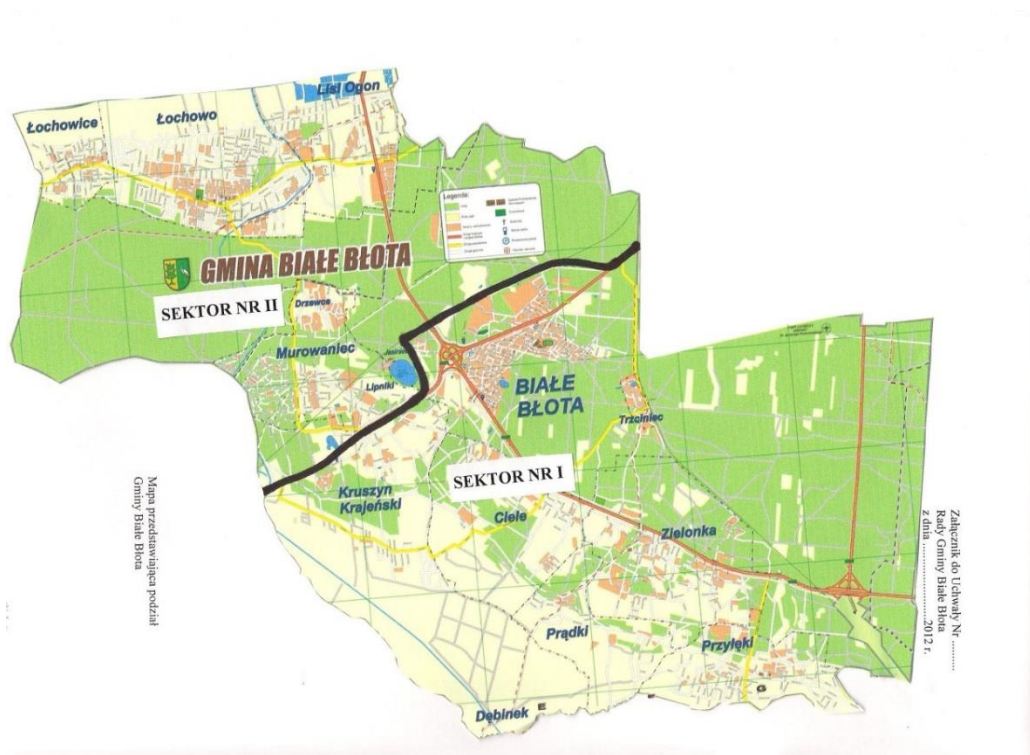 Lisi Ogon
Łochowo
Łochowice
Legenda:
GMINA BIAŁE BŁOTA
SEKTOR NR II
Drzewce
Murowaniec
Lipniki
BIAŁE
BŁOTA
Trzciniec
SEKTOR NR I
Kruszyn
Krajeński
Ciele
Zielonka
Prądki
Przyłęki
Dębinek
E
G
Mapa przedstawiająca podział
Gminy Białe Błota
Załącznik do Uchwały Nr ..........
Rady Gminy Białe Błota
z dnia ......................2012 r.